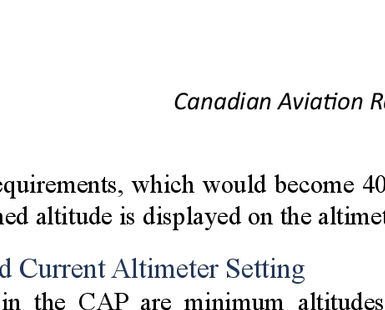 Canadian Aviation
equirements, which would become 40
ned altitude is displayed on the altimet
d Current Altimeter Setting
in the CAP are minimum altitudes